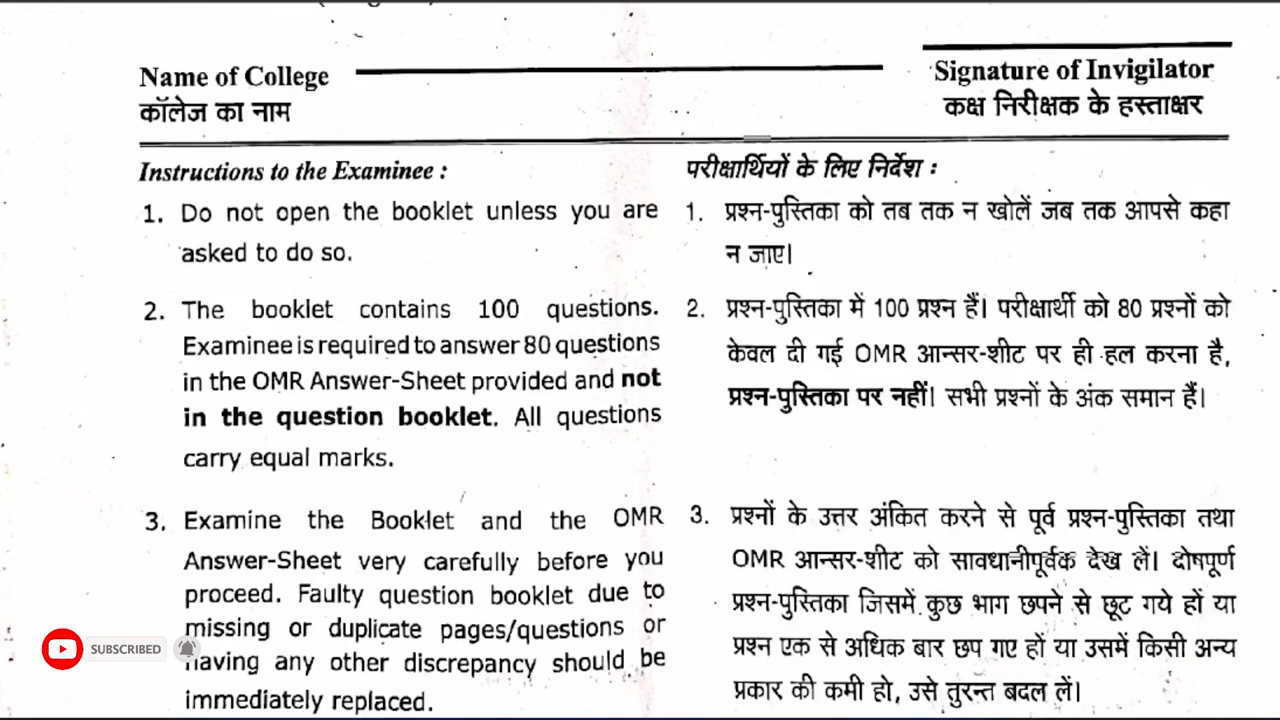 Name of College
कॉलेज का नाम
Signature of Invigilator
कक्ष निरीक्षक के हस्ताक्षर
Instructions to the Examinee :
1. Do not open the booklet unless you are
asked to do so.
2. The booklet contains 100 questions.
Examinee is required to answer 80 questions
in the OMR Answer-Sheet provided and not
in the question booklet. All questions
carry equal marks.
3. Examine the Booklet and the OMR
Answer-Sheet very carefully before you
proceed. Faulty question booklet due to
missing or duplicate pages/questions or
having any other discrepancy should be
immediately replaced.
परीक्षार्थियों के लिए निर्देश :
1. प्रश्न-पुस्तिका को तब तक न खोलें जब तक आपसे कहा
न जाए।
2. प्रश्न-पुस्तिका में 100 प्रश्न हैं। परीक्षार्थी को 80 प्रश्नों को
केवल दी गई OMR आन्सर-शीट पर ही हल करना है,
प्रश्न-पुस्तिका पर नहीं। सभी प्रश्नों के अंक समान हैं।
3. प्रश्नों के उत्तर अंकित करने से पूर्व प्रश्न-पुस्तिका तथा
OMR आन्सर-शीट को सावधानीपूर्वक देख लें। दोषपूर्ण
प्रश्न-पुस्तिका जिसमें कुछ भाग छपने से छूट गये हों या
प्रश्न एक से अधिक बार छप गए हों या उसमें किसी अन्य
प्रकार की कमी हो, उसे तुरन्त बदल लें।
SUBSCRIBED